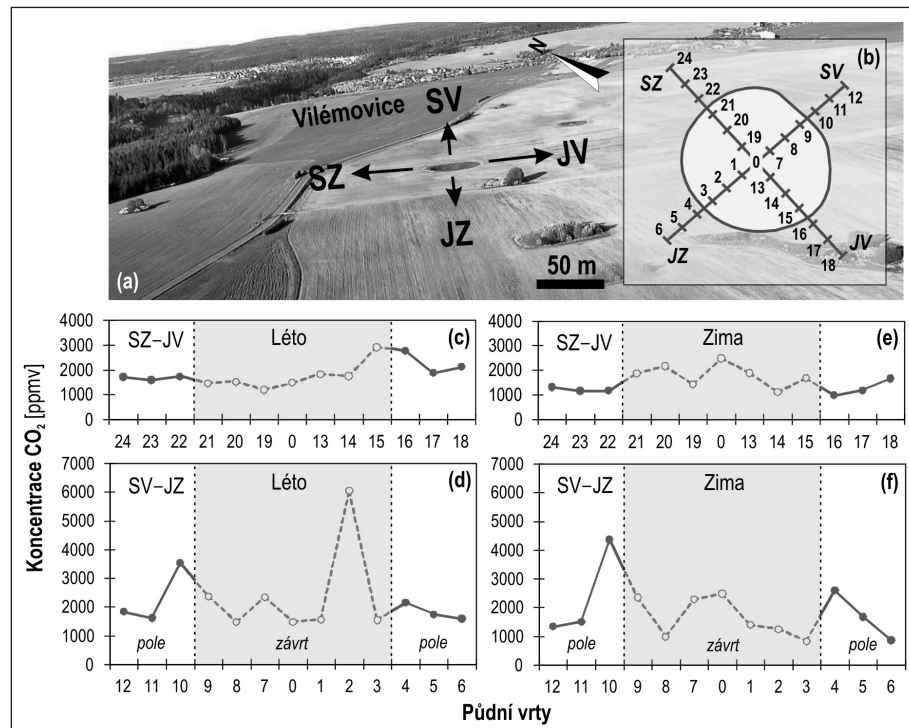 N
Vilémovice
SV
SZ
JV
JZ
50 m
(a)
(b)
24
23
22
21
20
19
SZ
SV
12
11
10
9
8
7
0
1
2
3
4
5
6
JZ
13
14
15
16
17
18
JV
Koncentrace CO2 [ppmv]
SZ–JV
Léto
(c)
4000
3000
2000
1000
0
24 23 22 21 20 19 0 13 14 15 16 17 18
SZ–JV
Zima
(e)
4000
3000
2000
1000
0
24 23 22 21 20 19 0 13 14 15 16 17 18
SV–JZ
Léto
(d)
7000
6000
5000
4000
3000
2000
1000
0
pole
závrt
pole
12 11 10 9 8 7 0 1 2 3 4 5 6
SV–JZ
Zima
(f)
7000
6000
5000
4000
3000
2000
1000
0
pole
závrt
pole
12 11 10 9 8 7 0 1 2 3 4 5 6
Půdní vrty